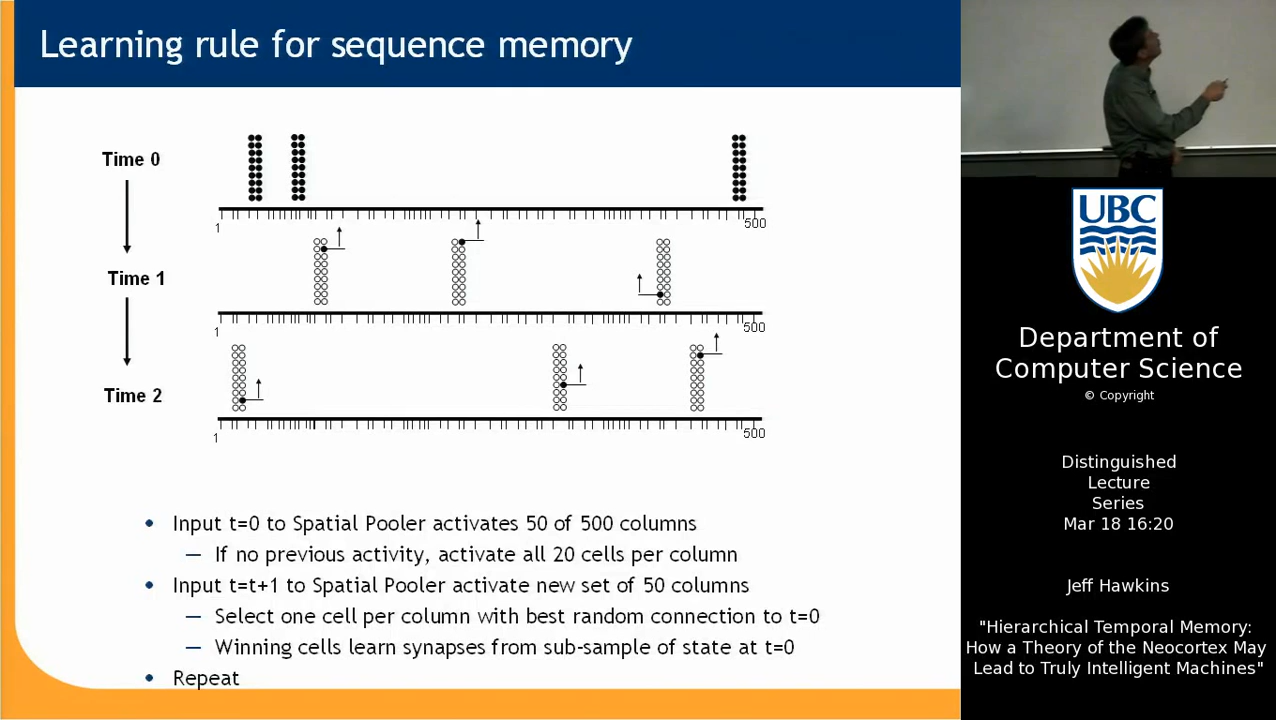 Learning rule for sequence memory
Time 0
1
500
Time 1
1
500
Time 2
1
500
• Input t=0 to Spatial Pooler activates 50 of 500 columns
— If no previous activity, activate all 20 cells per column
• Input t=t+1 to Spatial Pooler activate new set of 50 columns
— Select one cell per column with best random connection to t=0
— Winning cells learn synapses from sub-sample of state at t=0
• Repeat
UBC
Department of
Computer Science
© Copyright
Distinguished
Lecture
Series
Mar 18 16:20
Jeff Hawkins
"Hierarchical Temporal Memory:
How a Theory of the Neocortex May
Lead to Truly Intelligent Machines"